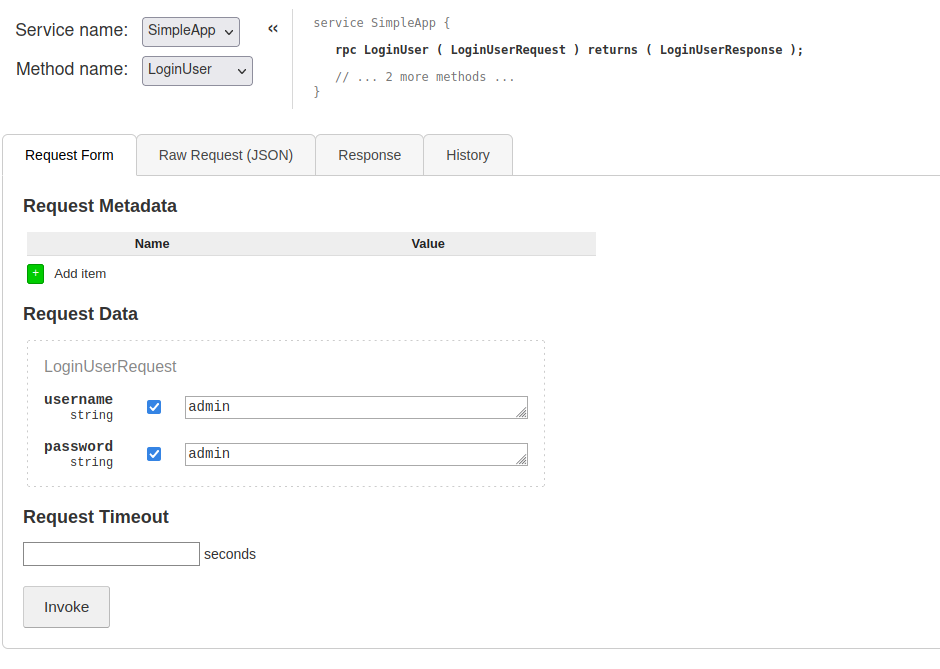 Service name: SimpleApp «
Method name: LoginUser
service SimpleApp {
rpc LoginUser ( LoginUserRequest ) returns ( LoginUserResponse );
// ... 2 more methods ...
}
Request Form Raw Request (JSON) Response History
Request Metadata
Name Value
+ Add item
Request Data
LoginUserRequest
username admin
string
password admin
string
Request Timeout
seconds
Invoke